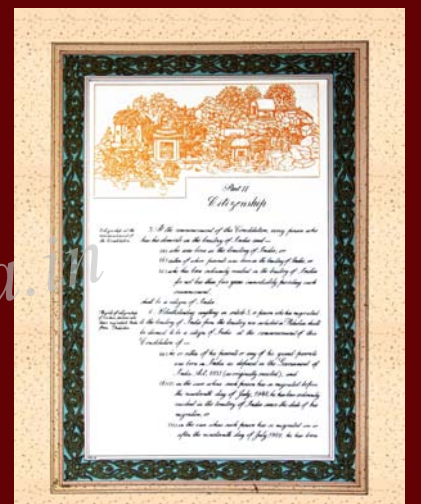 Part II
Citizenship
Citizenship at the
commencement of
the Constitution.
5. At the commencement of this Constitution, every person who
has his domicile in the territory of India and—
(a) who was born in the territory of India, or
(b) either of whose parents was born in the territory of India, or
(c) who has been ordinarily resident in the territory of India
for not less than five years immediately preceding such
commencement,
shall be a citizen of India.
Rights of citizenship
of certain persons who
have migrated to India
from Pakistan.
6. Notwithstanding anything in article 5, a person who has migrated
to the territory of India from the territory now included in Pakistan shall
be deemed to be a citizen of India at the commencement of this
Constitution if—
(a) he or either of his parents or any of his grand parents
was born in India as defined in the Government of
India Act, 1935 (as originally enacted), and
(b)(i) in the case where such person has so migrated before
the nineteenth day of July, 1948, he has been ordinarily
resident in the territory of India since the date of his
migration, or
(ii) in the case where such person has so migrated on or
after the nineteenth day of July 1948, he has been
a.in